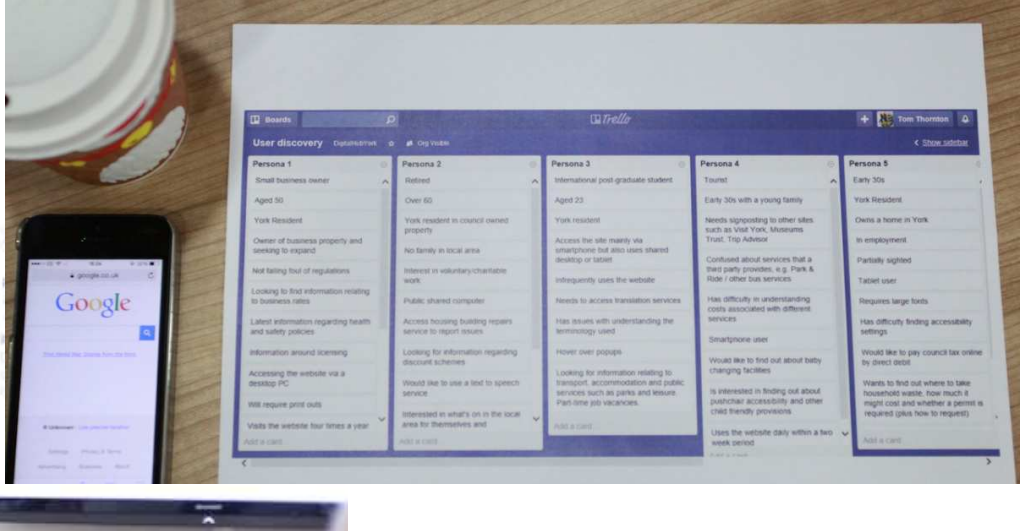 Boards
Trello
Tom Thornton
User discovery
Org Visible
Show sidebar
Persona 1
Small business owner
Aged 50
York Resident
Owner of business property and
seeking to expand
Not falling foul of regulations
Looking to find information relating
to business rates
Latest information regarding health
and safety policies
Information around licensing
Accessing the website via a
desktop PC
Will require print outs
Visits the website four times a year
Add a card
Persona 2
Retired
Over 60
York resident in council owned
property
No family in local area
Interest in voluntary/charitable
work
Public shared computer
Access housing building repairs
service to report issues
Looking for information regarding
discount schemes
Would like to use a text to speech
service
Interested in what's on in the local
area for themselves and
Add a card
Persona 3
International post-graduate student
Aged 23
York resident
Access the site mainly via
smartphone but also uses shared
desktop or tablet
Infrequently uses the website
Needs to access translation services
Has issues with understanding the
terminology used
Hover over popups
Looking for information relating to
transport, accommodation and public
services such as parks and leisure.
Part-time job vacancies.
Add a card
Persona 4
Tourist
Early 30s with a young family
Needs signposting to other sites
such as Visit York, Museums
Trust, Trip Advisor
Confused about services that a
third party provides, e.g. Park &
Ride / other bus services
Has difficulty in understanding
costs associated with different
services
Smartphone user
Would like to find out about baby
changing facilities
Is interested in finding out about
pushchair accessibility and other
child friendly provisions
Uses the website daily within a two
week period
Add a card
Persona 5
Early 30s
York Resident
Owns a home in York
In employment
Partially sighted
Tablet user
Requires large fonts
Has difficulty finding accessibility
settings
Would like to pay council tax online
by direct debit
Wants to find out where to take
household waste, how much it
might cost and whether a permit is
required (plus how to request)
Add a card
google.co.uk
Google